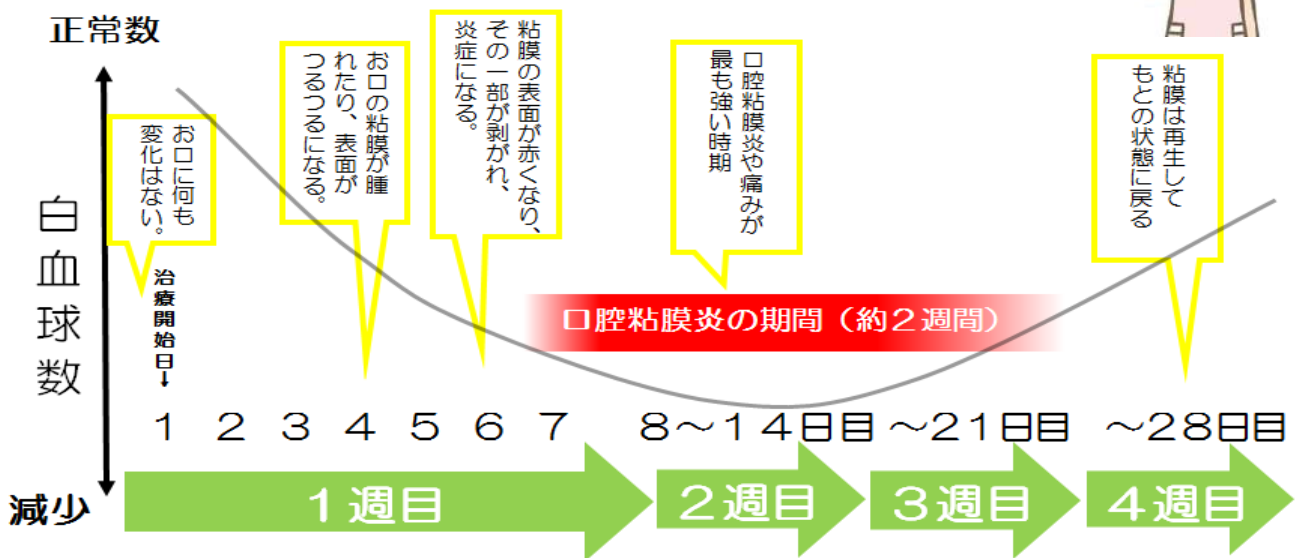 正常数
白血球数
減少
お口に何も
変化はない。
お口の粘膜が腫
れたり、表面が
つるつるになる。
粘膜の表面が赤くなり、
その一部が剥がれ、
炎症になる。
口腔粘膜炎や痛みが
最も強い時期
粘膜は再生して
もとの状態に戻る
治療開始日→
口腔粘膜炎の期間（約２週間）
１ ２ ３ ４ ５ ６ ７ ８～１４日目 ～２１日目 ～２８日目
１週目 ２週目 ３週目 ４週目